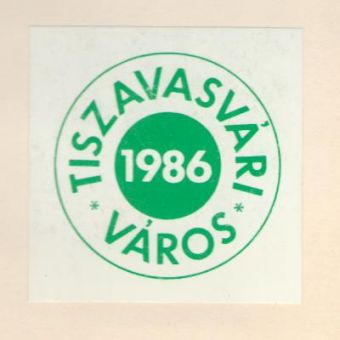 TISZAVASVÁRI
1986
* VÁROS *